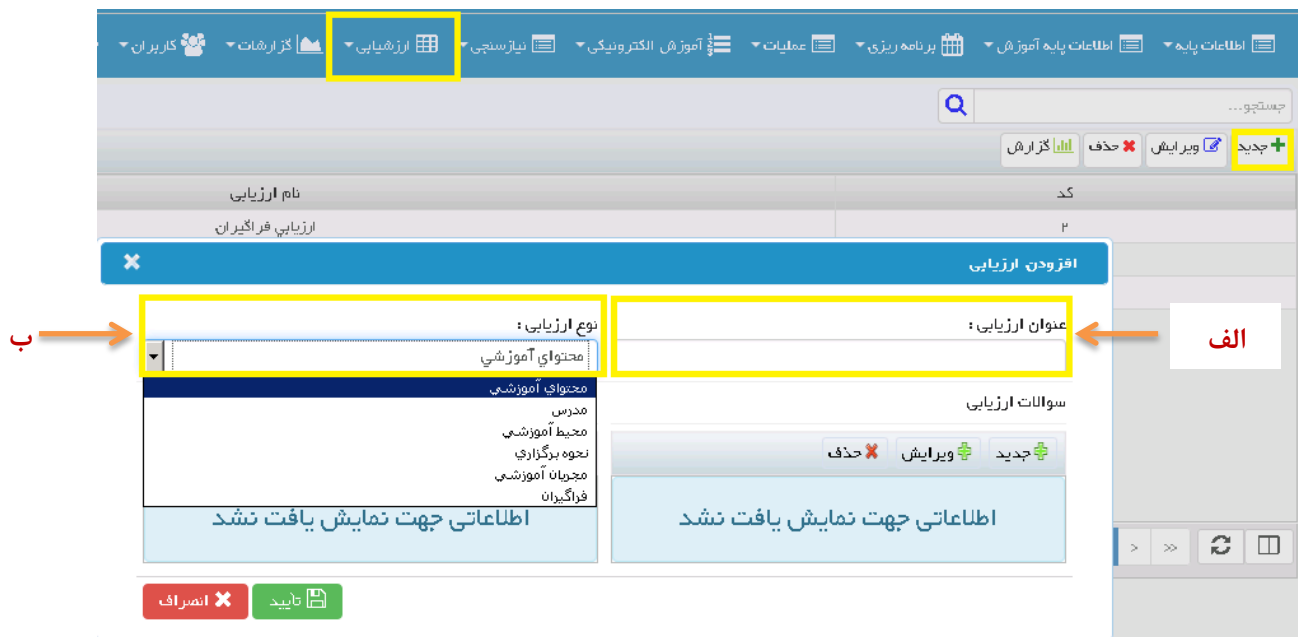 اطلاعات پایه اطلاعات پایه آموزش برنامه ریزی عملیات آموزش الکترونیکی نیازسنجی ارزشیابی گزارشات کاربران
جستجو...
جدید ویرایش حذف گزارش
کد نام ارزیابی
۲ ارزيابي فراگيران
افزودن ارزیابی
عنوان ارزیابی : نوع ارزیابی :
الف
ب
محتواي آموزشي
محتواي آموزشي
مدرس
محيط آموزشي
نحوه برگزاري
مجريان آموزشي
فراگيران
سوالات ارزیابی
جدید ویرایش حذف
اطلاعاتی جهت نمایش یافت نشد اطلاعاتی جهت نمایش یافت نشد
تایید انصراف